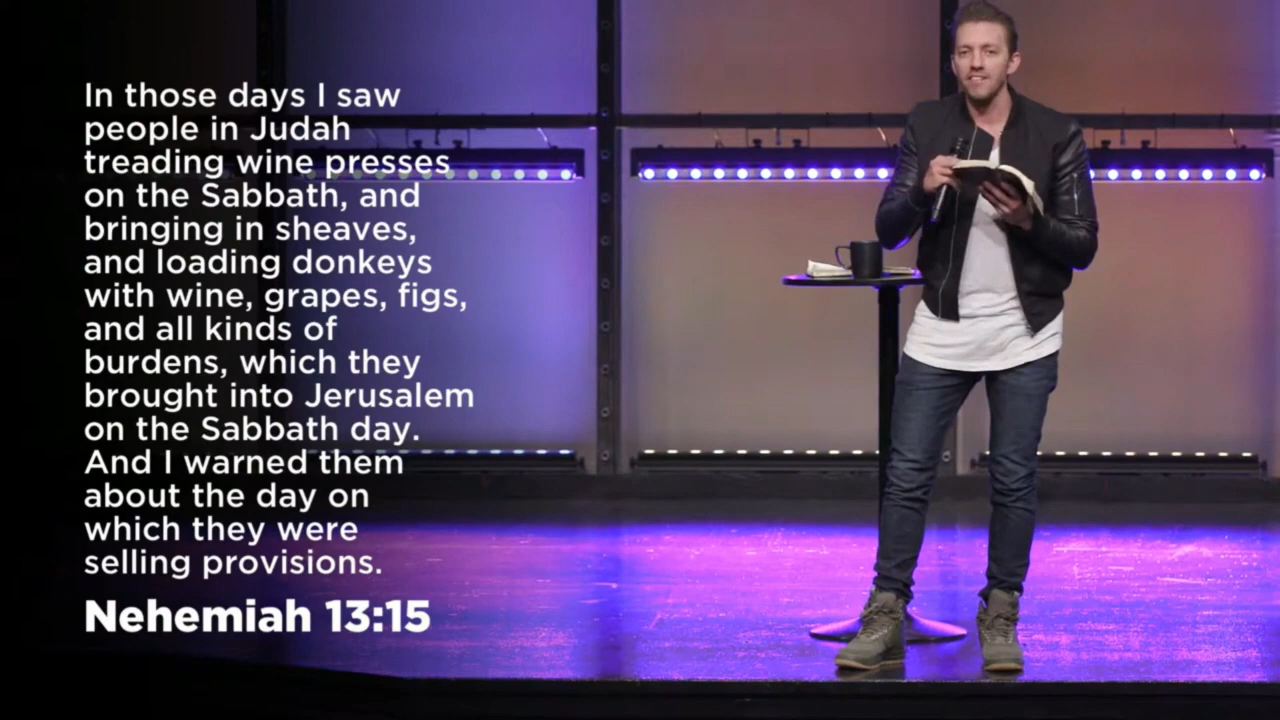 In those days I saw
people in Judah
treading wine presses
on the Sabbath, and
bringing in sheaves,
and loading donkeys
with wine, grapes, figs,
and all kinds of
burdens, which they
brought into Jerusalem
on the Sabbath day.
And I warned them
about the day on
which they were
selling provisions.
Nehemiah 13:15